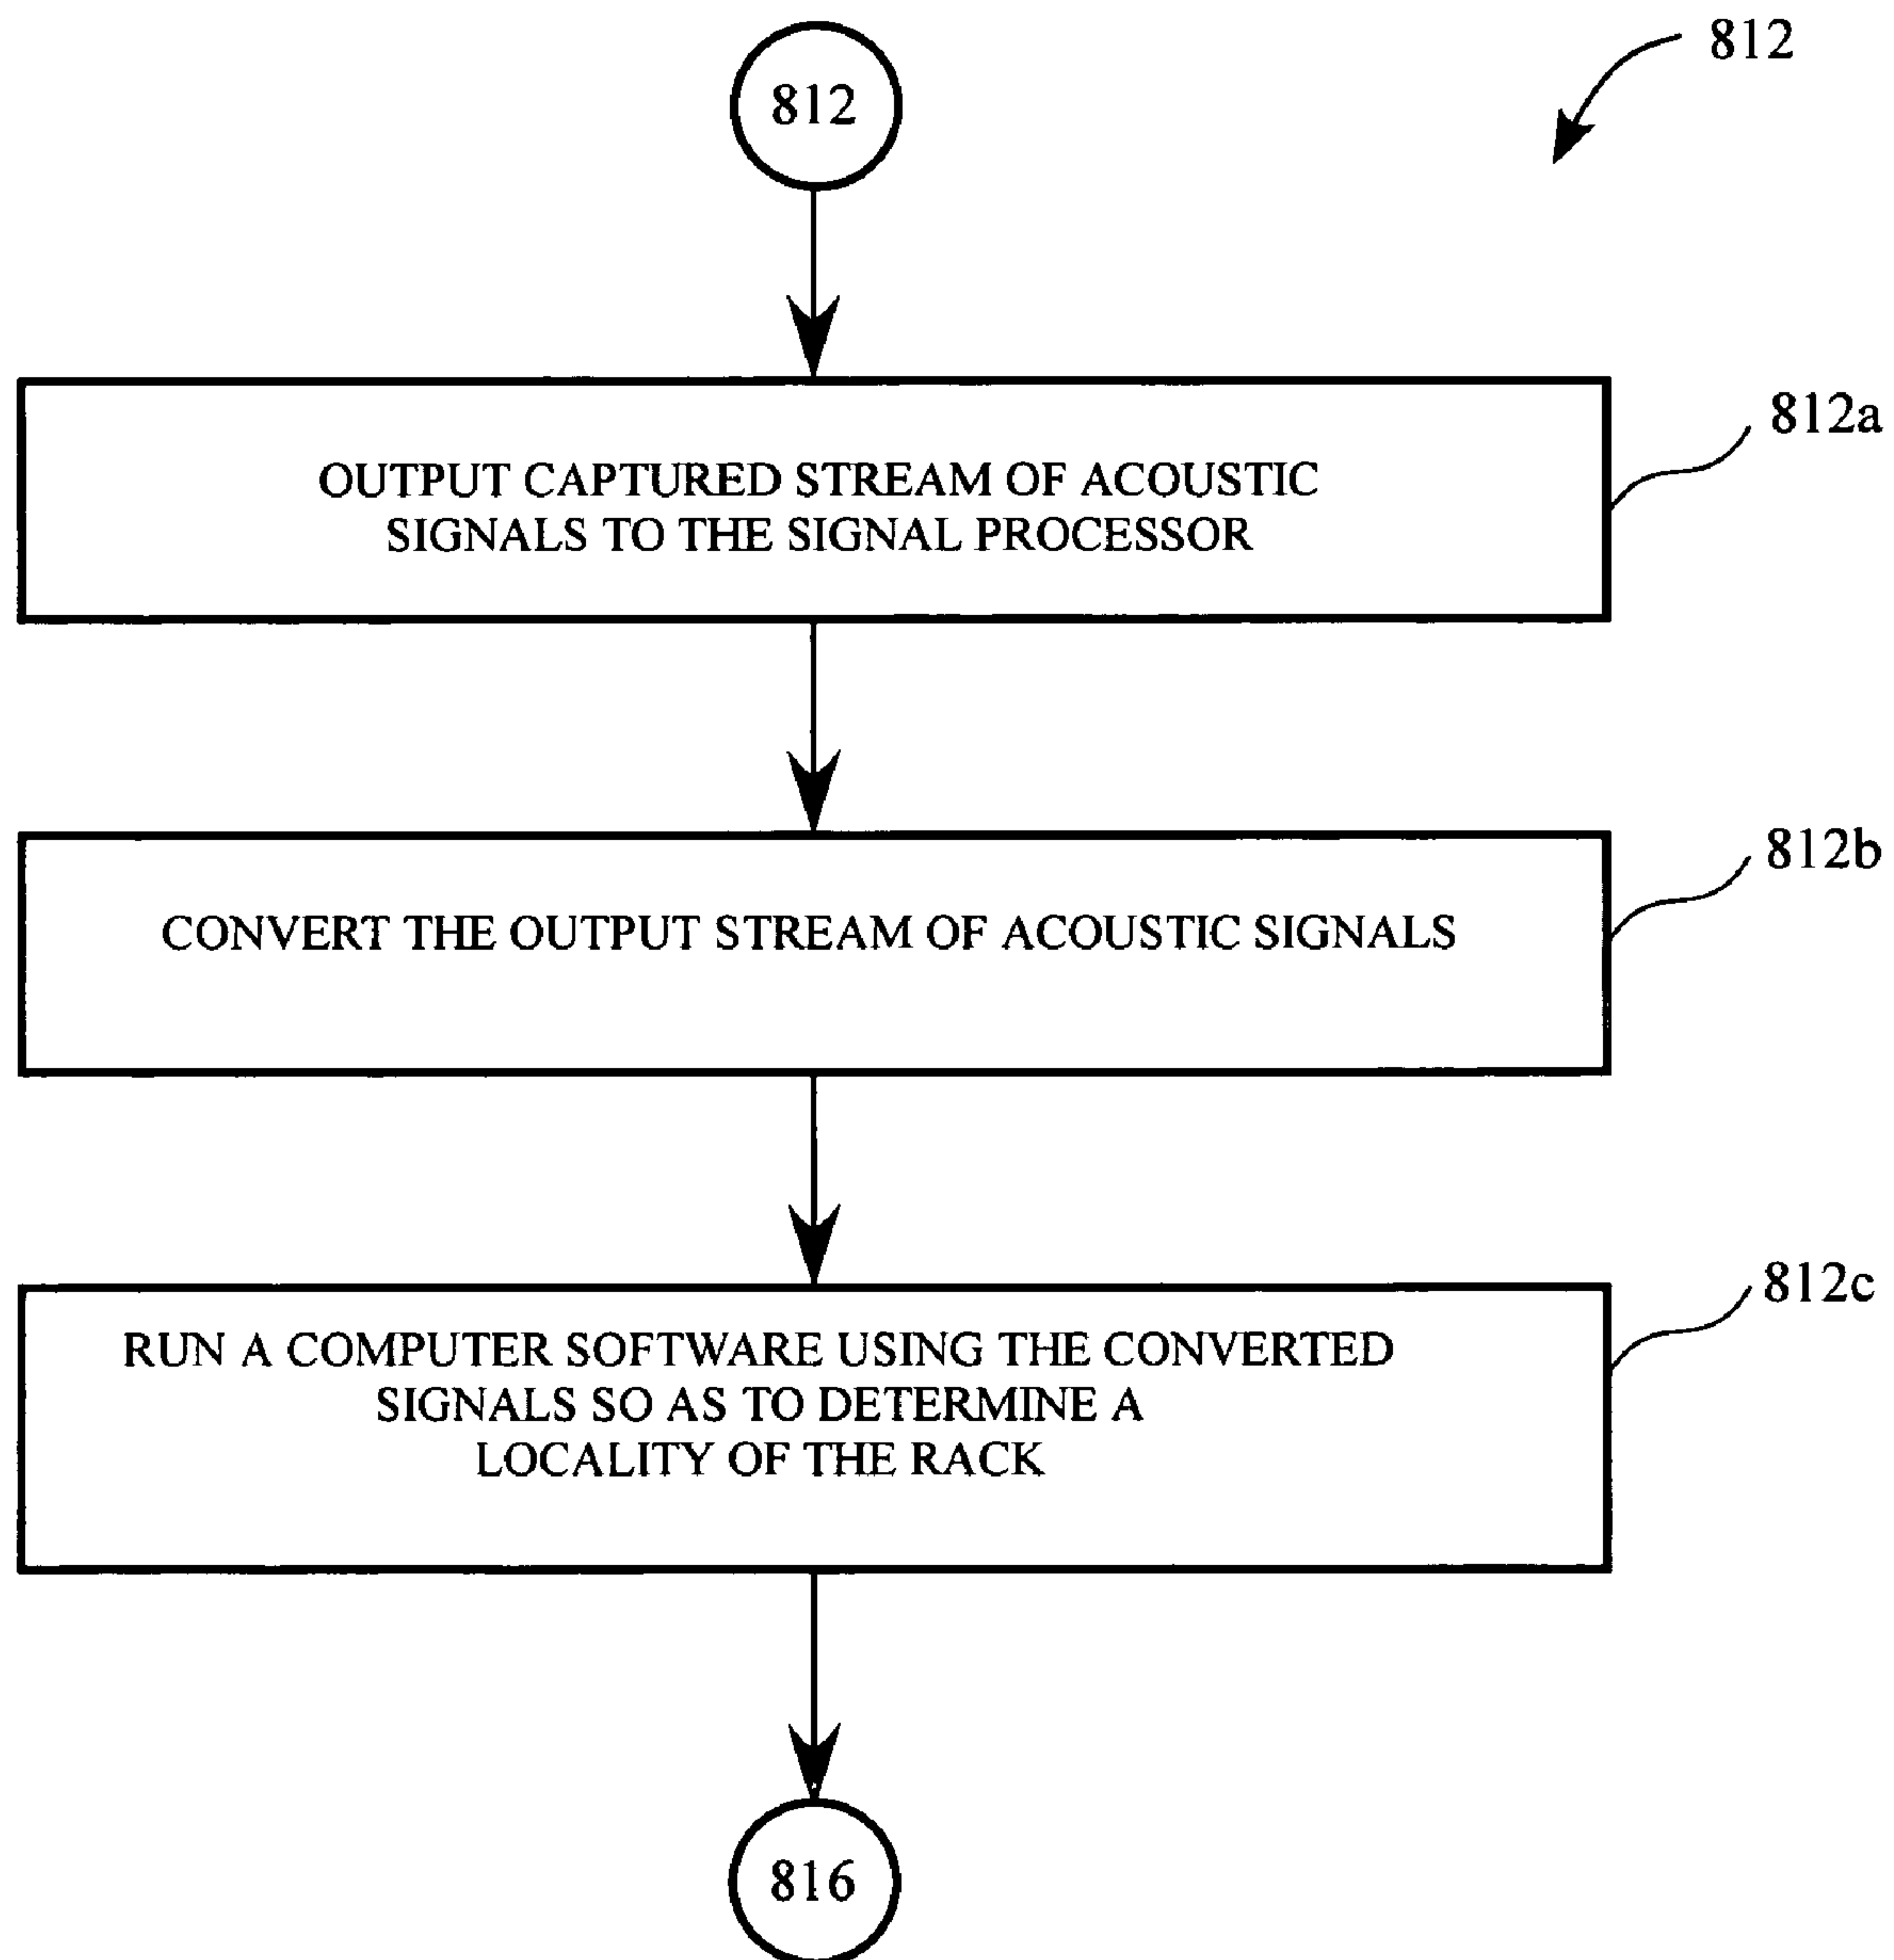 812
812
812a
OUTPUT CAPTURED STREAM OF ACOUSTIC
SIGNALS TO THE SIGNAL PROCESSOR
812b
CONVERT THE OUTPUT STREAM OF ACOUSTIC SIGNALS
812c
RUN A COMPUTER SOFTWARE USING THE CONVERTED
SIGNALS SO AS TO DETERMINE A
LOCALITY OF THE RACK
816